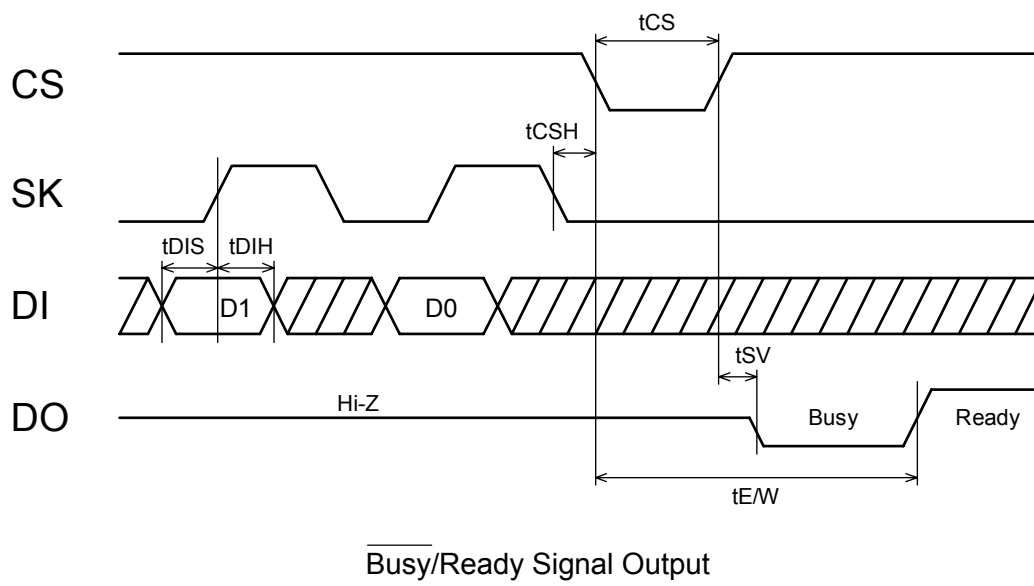 tCS
CS
tCSH
SK
tDIS tDIH
DI D1 D0
tSV
DO Hi-Z Busy Ready
tE/W
Busy/Ready Signal Output